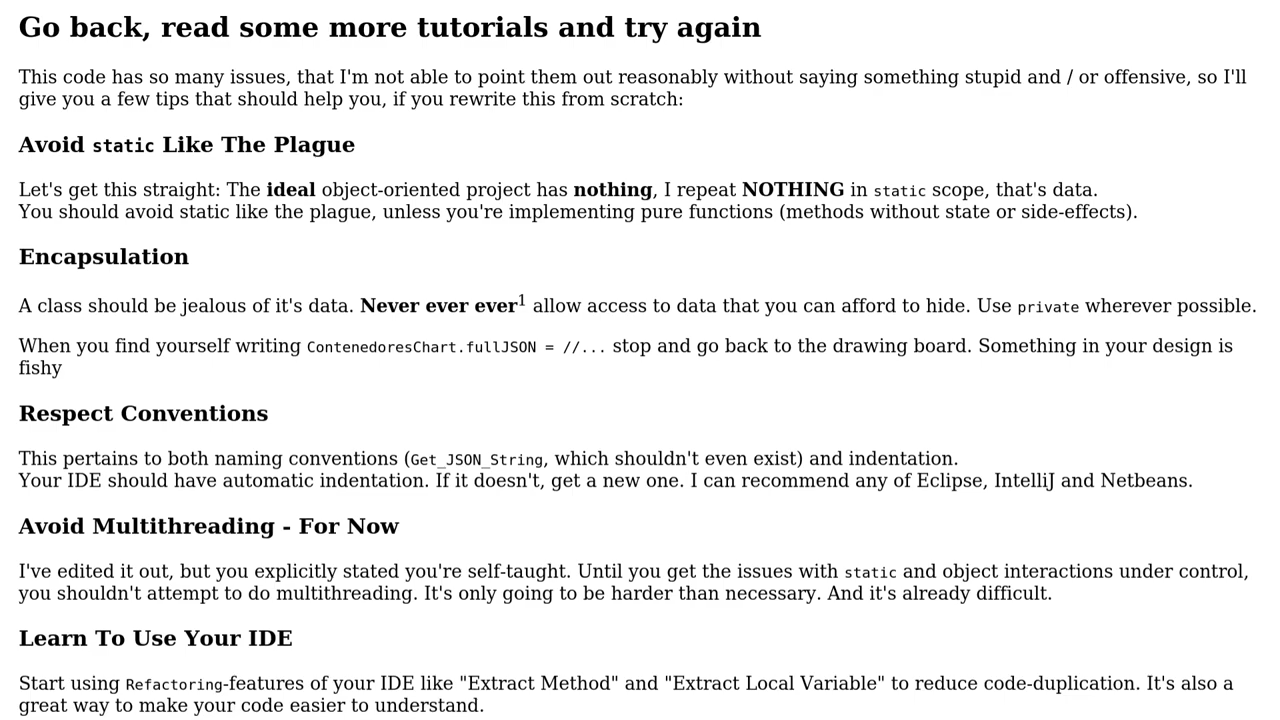 Go back, read some more tutorials and try again
This code has so many issues, that I'm not able to point them out reasonably without saying something stupid and / or offensive, so I'll
give you a few tips that should help you, if you rewrite this from scratch:
Avoid static Like The Plague
Let's get this straight: The ideal object-oriented project has nothing, I repeat NOTHING in static scope, that's data.
You should avoid static like the plague, unless you're implementing pure functions (methods without state or side-effects).
Encapsulation
A class should be jealous of it's data. Never ever ever1 allow access to data that you can afford to hide. Use private wherever possible.
When you find yourself writing ContenedoresChart.fullJSON = //... stop and go back to the drawing board. Something in your design is
fishy
Respect Conventions
This pertains to both naming conventions (Get_JSON_String, which shouldn't even exist) and indentation.
Your IDE should have automatic indentation. If it doesn't, get a new one. I can recommend any of Eclipse, IntelliJ and Netbeans.
Avoid Multithreading - For Now
I've edited it out, but you explicitly stated you're self-taught. Until you get the issues with static and object interactions under control,
you shouldn't attempt to do multithreading. It's only going to be harder than necessary. And it's already difficult.
Learn To Use Your IDE
Start using Refactoring-features of your IDE like "Extract Method" and "Extract Local Variable" to reduce code-duplication. It's also a
great way to make your code easier to understand.